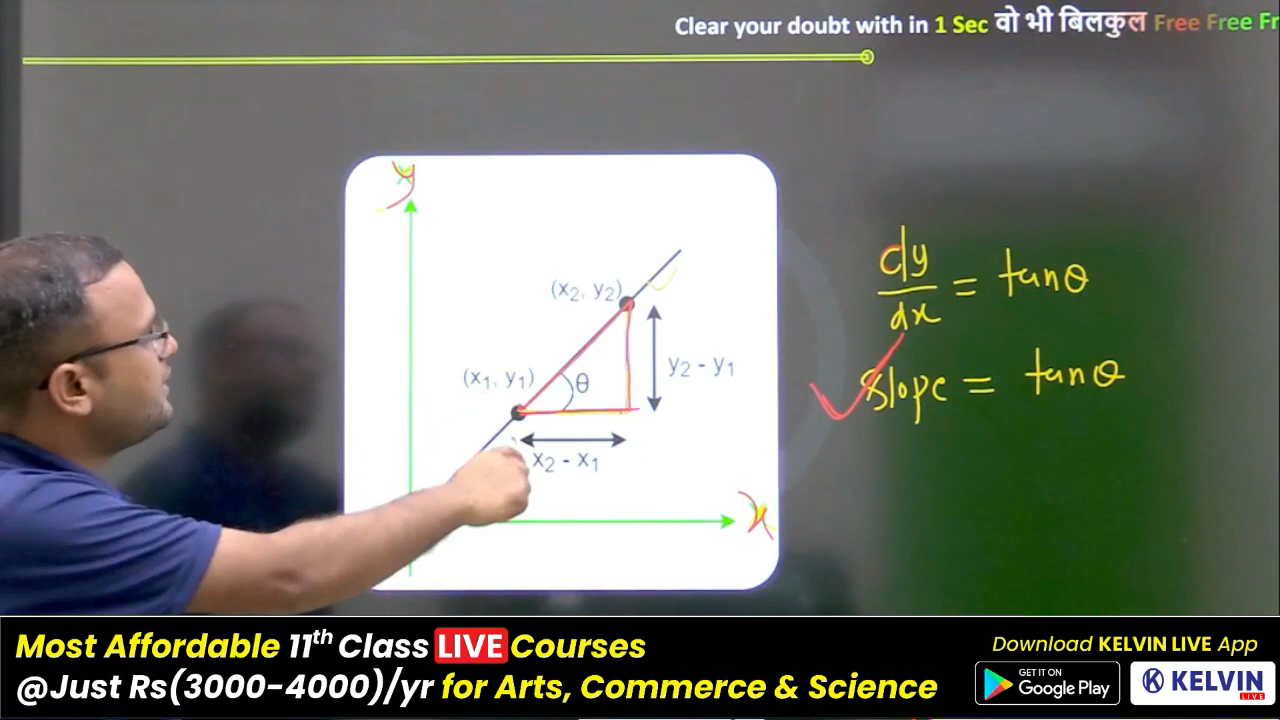 Clear your doubt with in 1 Sec वो भी बिलकुल Free Free Fr
y
(x₂, y₂)
(x₁, y₁)
θ
y₂ - y₁
x₂ - x₁
x
dy/dx = tanθ
slope = tanθ
Most Affordable 11th Class LIVE Courses
@Just Rs(3000-4000)/yr for Arts, Commerce & Science
Download KELVIN LIVE App
GET IT ON
Google Play
KELVIN
LIVE